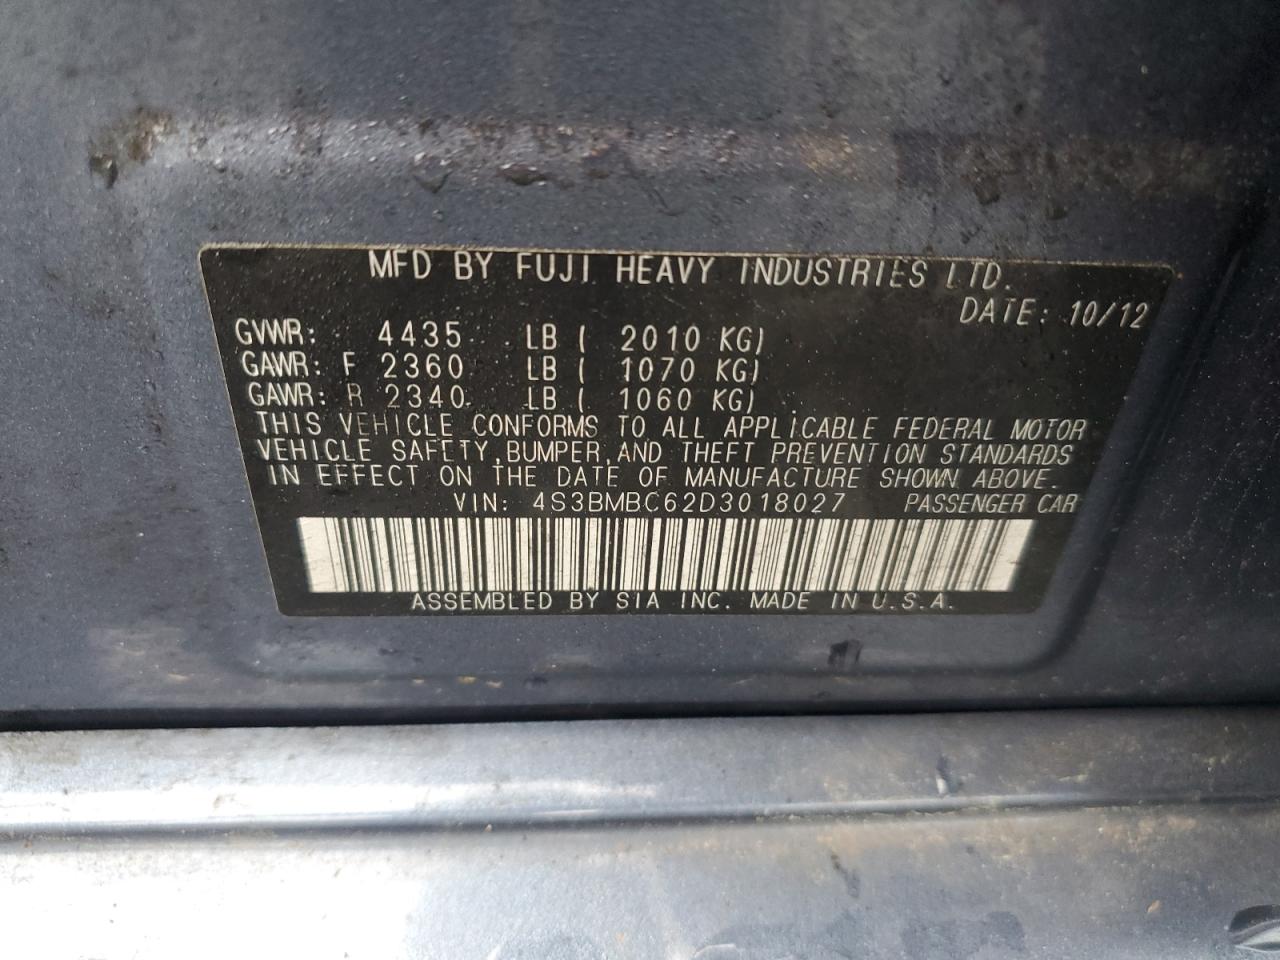 MFD BY FUJI HEAVY INDUSTRIES LTD.
DATE: 10/12
GVWR: 4435 LB ( 2010 KG)
GAWR: F 2360 LB ( 1070 KG)
GAWR: R 2340 LB ( 1060 KG)
THIS VEHICLE CONFORMS TO ALL APPLICABLE FEDERAL MOTOR
VEHICLE SAFETY, BUMPER, AND THEFT PREVENTION STANDARDS
IN EFFECT ON THE DATE OF MANUFACTURE SHOWN ABOVE.
VIN: 4S3BMBC62D3018027 PASSENGER CAR
ASSEMBLED BY SIA INC. MADE IN U.S.A.